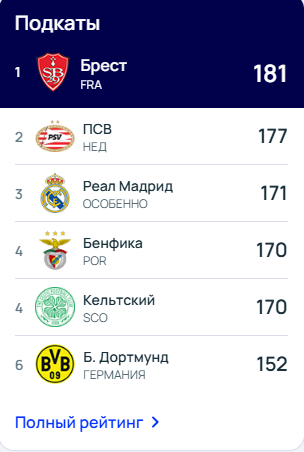 Подкаты
1 Брест 181
FRA
2 ПСВ 177
НЕД
3 Реал Мадрид 171
ОСОБЕННО
4 Бенфика 170
POR
4 Кельтский 170
SCO
6 Б. Дортмунд 152
ГЕРМАНИЯ
Полный рейтинг